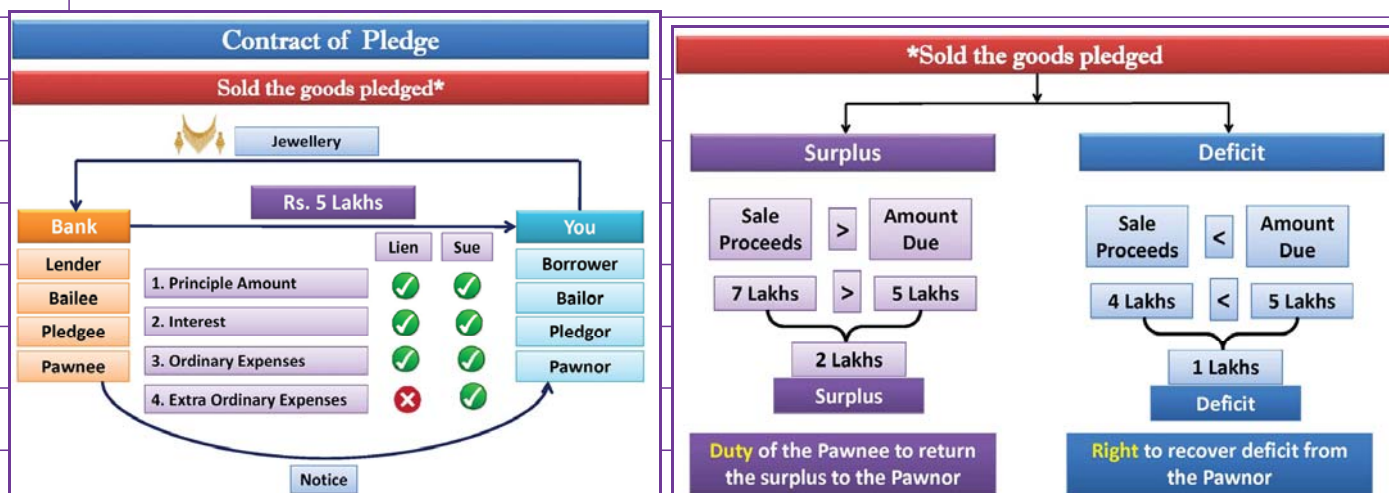 Contract of Pledge
Sold the goods pledged*
Jewellery
Rs. 5 Lakhs
Bank
You
Lien
Sue
Lender
Bailee
Pledgee
Pawnee
1. Principle Amount
2. Interest
3. Ordinary Expenses
4. Extra Ordinary Expenses
Borrower
Bailor
Pledgor
Pawnor
Notice
*Sold the goods pledged
Surplus
Sale
Proceeds
>
Amount
Due
7 Lakhs
>
5 Lakhs
2 Lakhs
Surplus
Duty of the Pawnee to return
the surplus to the Pawnor
Deficit
Sale
Proceeds
<
Amount
Due
4 Lakhs
<
5 Lakhs
1 Lakhs
Deficit
Right to recover deficit from
the Pawnor